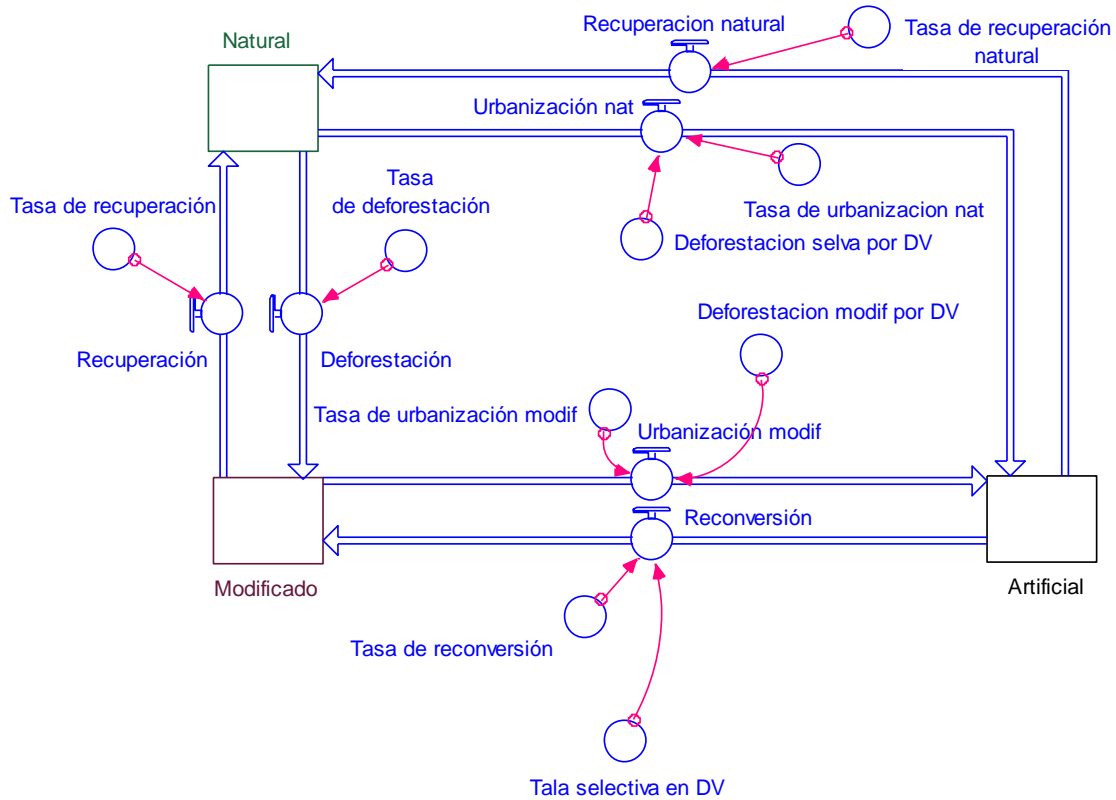 Recuperacion natural
Tasa de recuperación
natural
Natural
Urbanización nat
Tasa
de deforestación
Tasa de recuperación
Tasa de urbanizacion nat
Deforestacion selva por DV
Deforestacion modif por DV
Recuperación
Deforestación
Tasa de urbanización modif
Urbanización modif
Reconversión
Modificado
Artificial
Tasa de reconversión
Tala selectiva en DV